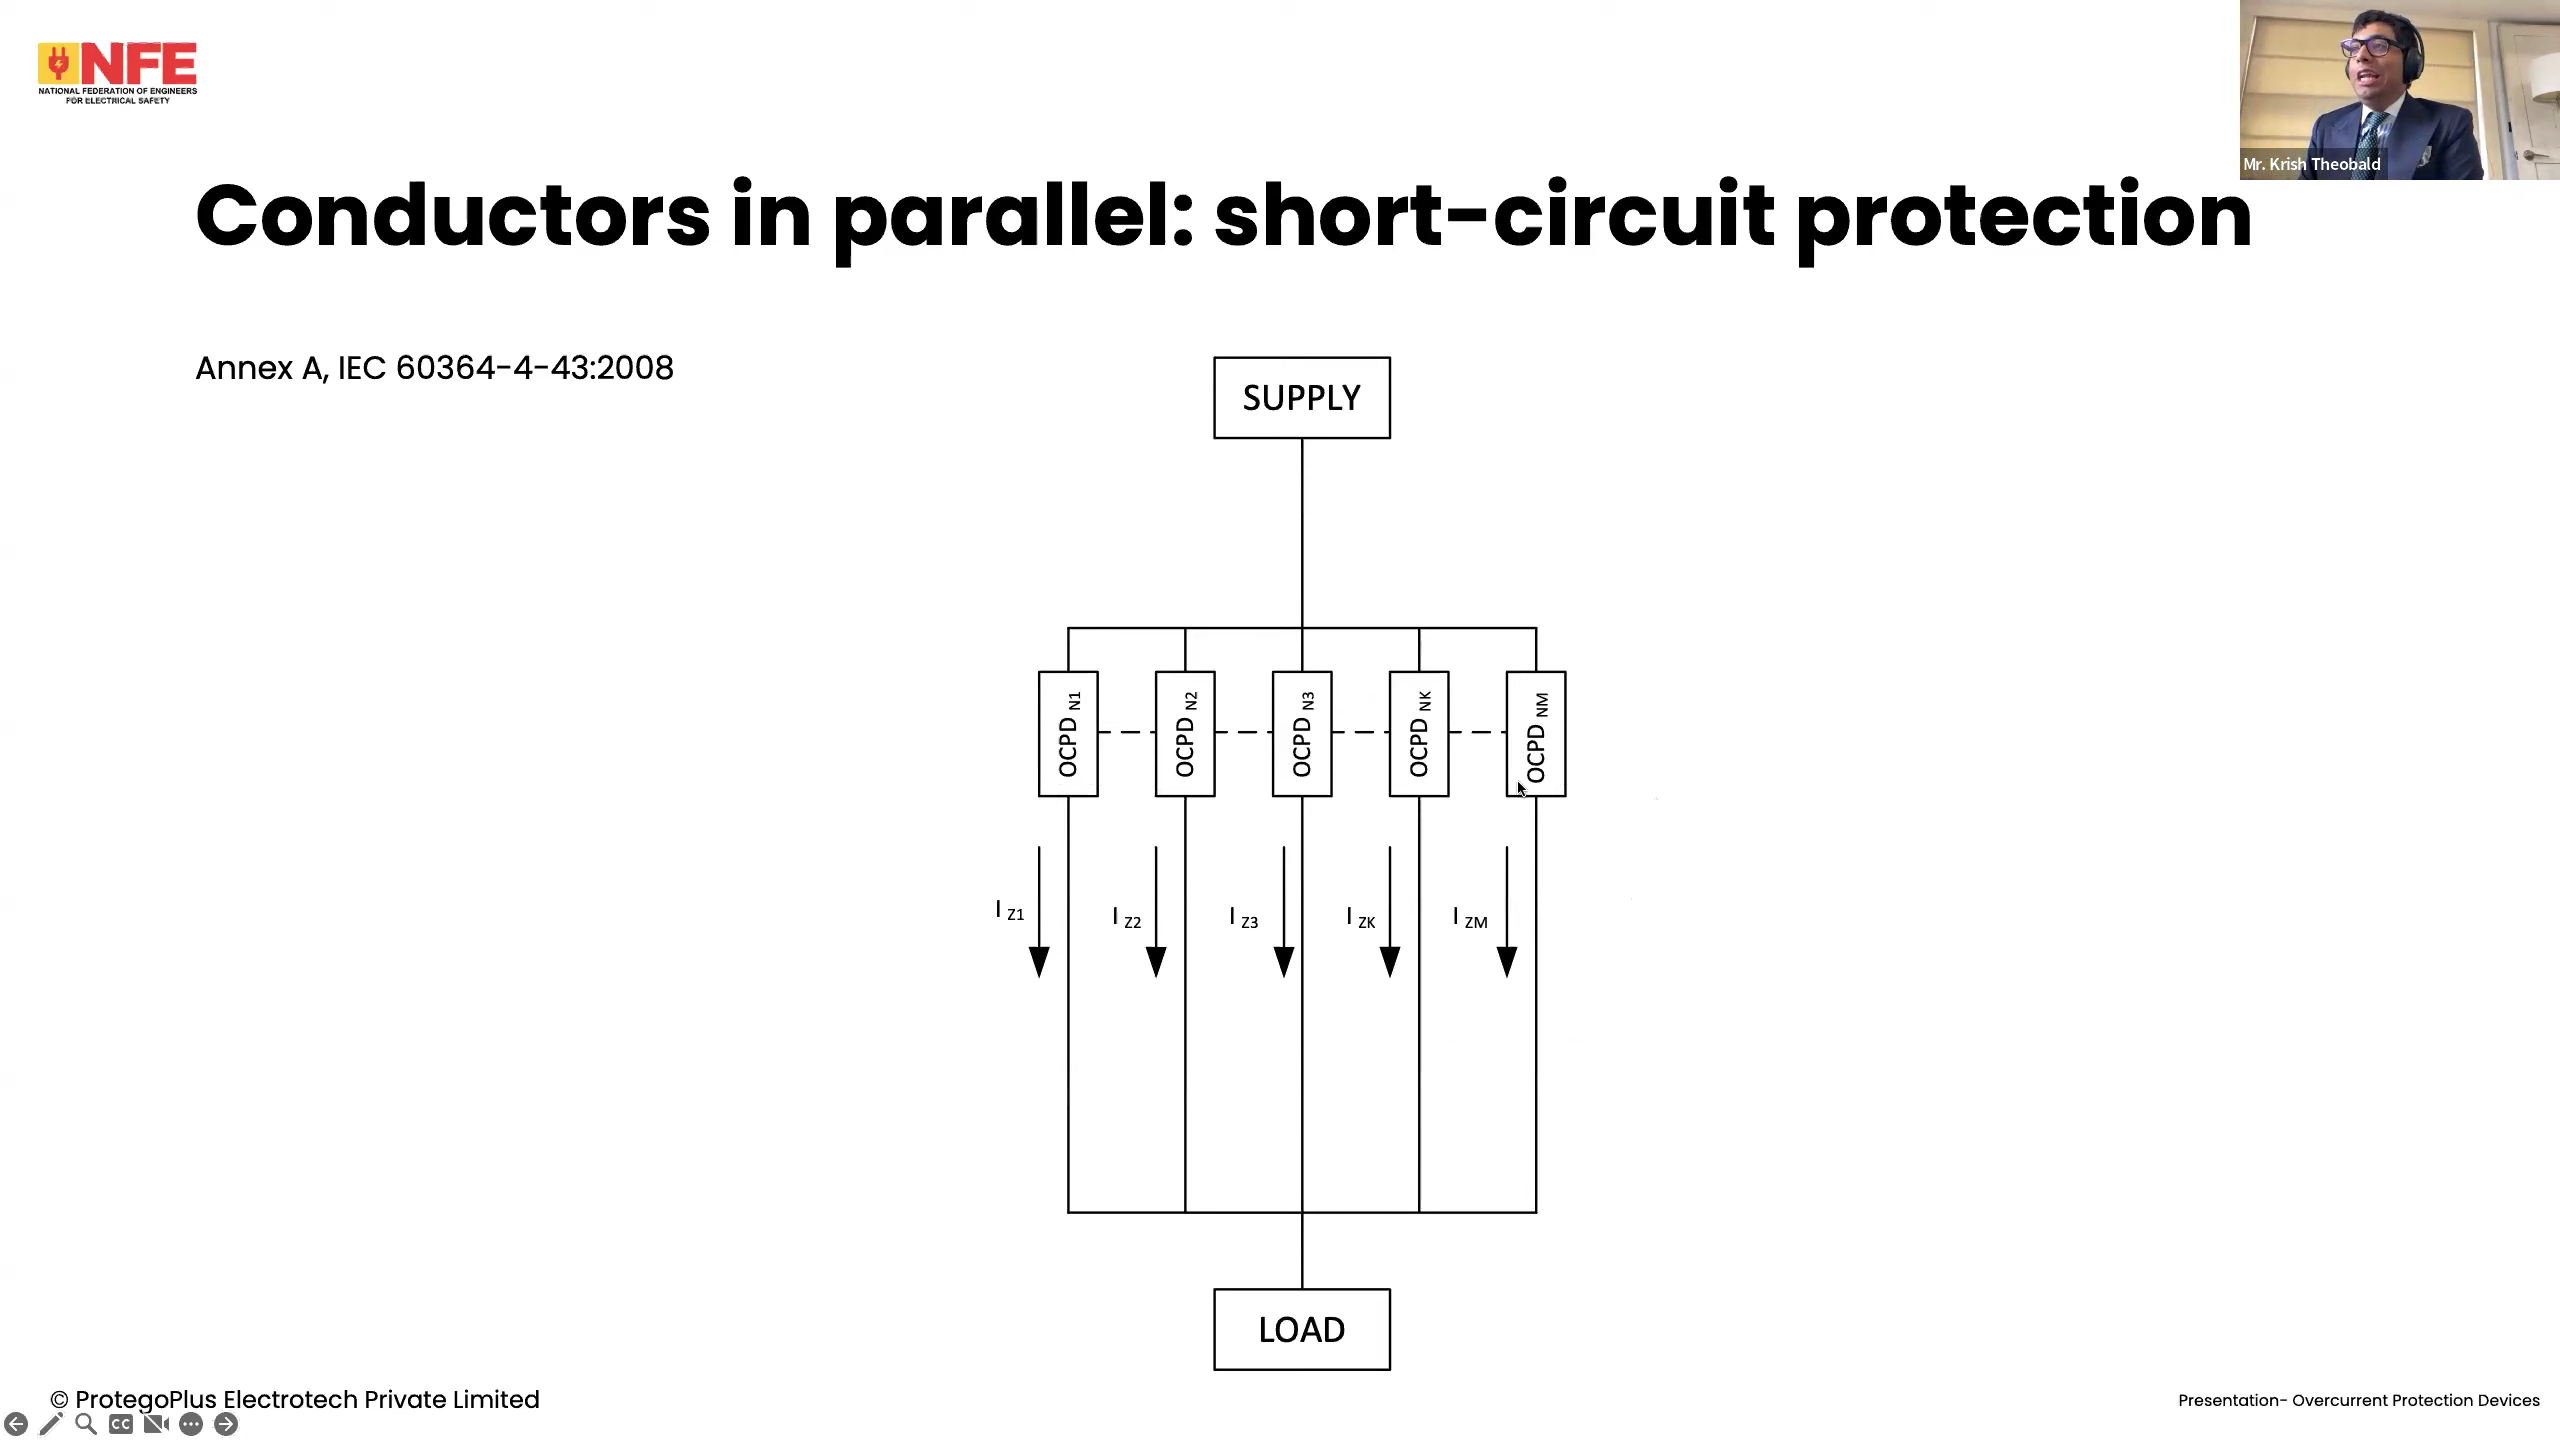 NFE
NATIONAL FEDERATION OF ENGINEERS
FOR ELECTRICAL SAFETY
Mr. Krish Theobald
Conductors in parallel: short-circuit protection
Annex A, IEC 60364-4-43:2008
SUPPLY
OCPD N1
OCPD N2
OCPD N3
OCPD NK
OCPD NM
I Z1
I Z2
I Z3
I ZK
I ZM
LOAD
© ProtegoPlus Electrotech Private Limited
Presentation- Overcurrent Protection Devices
CC